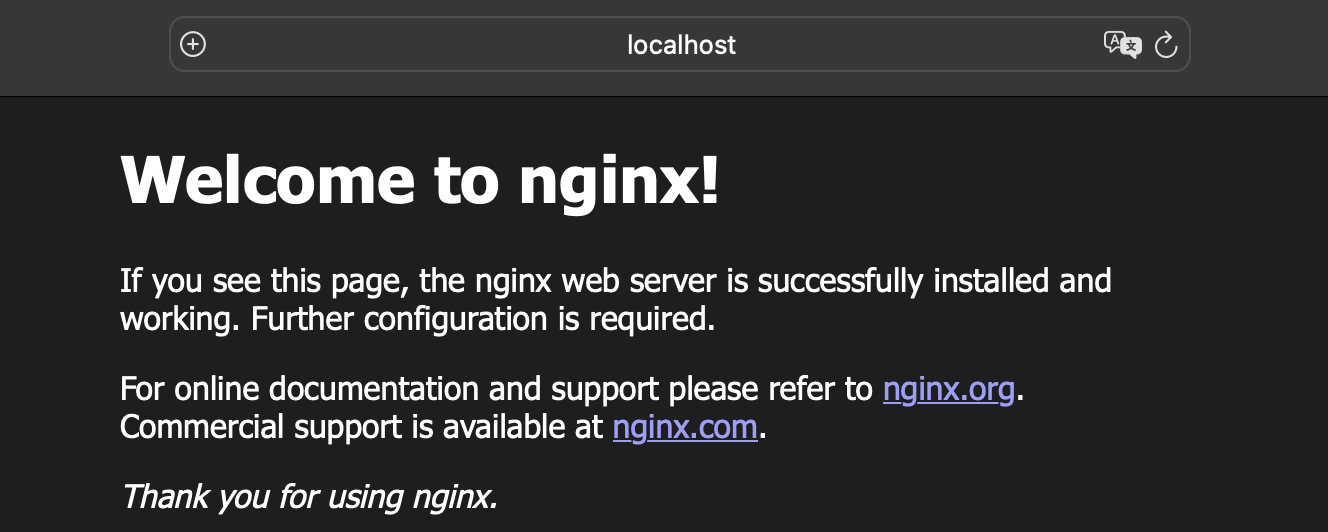 localhost
Welcome to nginx!
If you see this page, the nginx web server is successfully installed and
working. Further configuration is required.
For online documentation and support please refer to nginx.org.
Commercial support is available at nginx.com.
Thank you for using nginx.